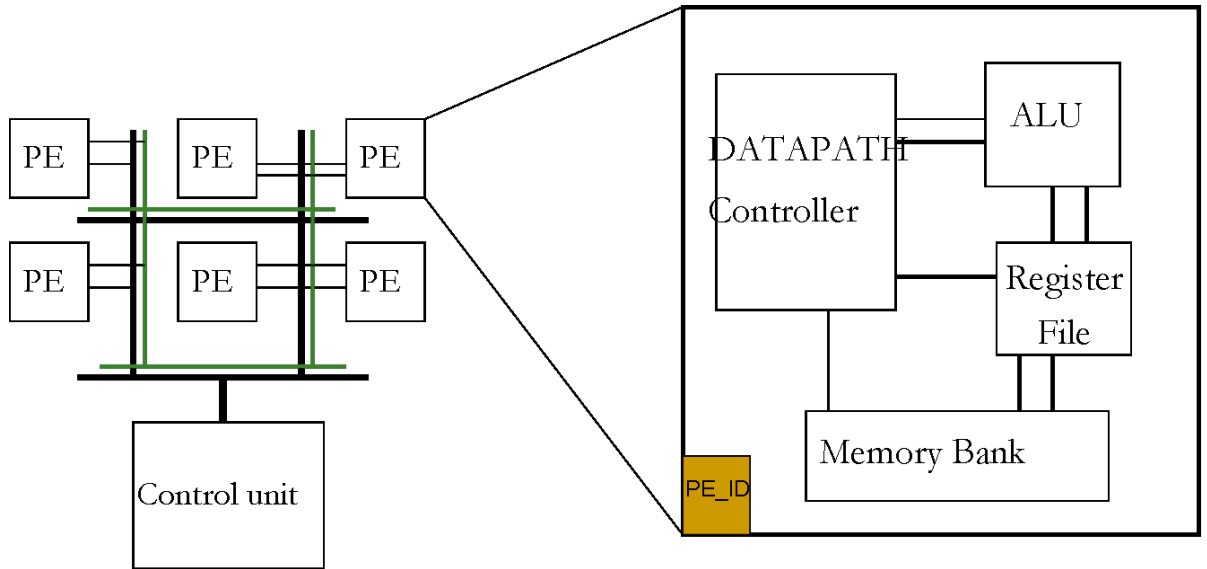 PE
PE
PE
PE
PE
PE
Control unit
DATAPATH
Controller
ALU
Register
File
Memory Bank
PE_ID